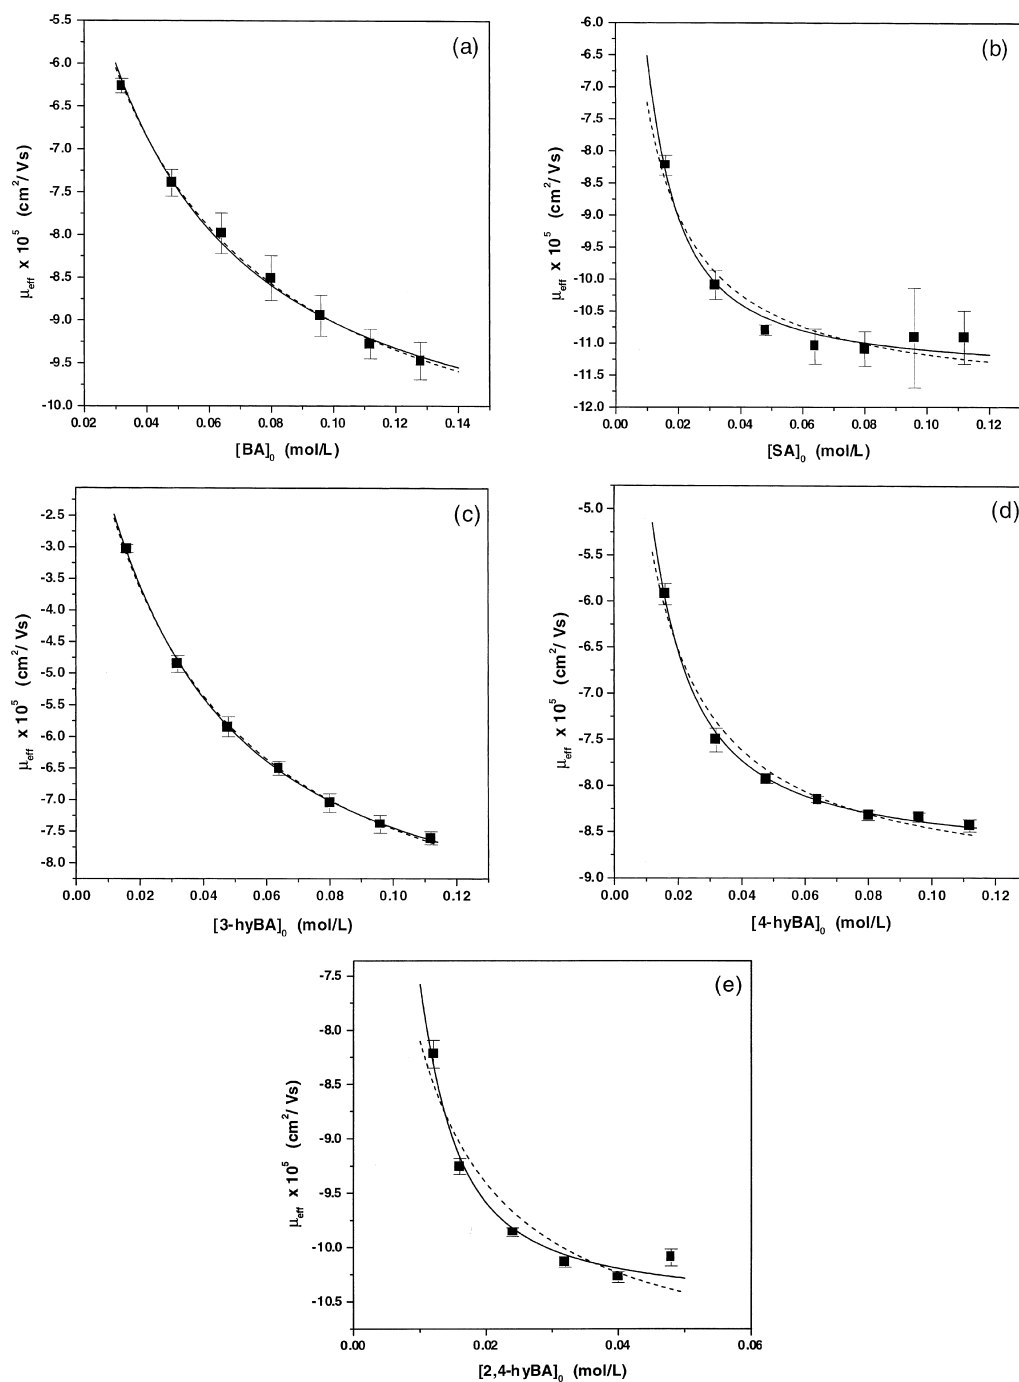 (a)
-5.5
-6.0
-6.5
-7.0
-7.5
-8.0
-8.5
-9.0
-9.5
-10.0
μeff x 10⁵ (cm²/Vs)
0.02 0.04 0.06 0.08 0.10 0.12 0.14
[BA]₀ (mol/L)
(b)
-6.0
-6.5
-7.0
-7.5
-8.0
-8.5
-9.0
-9.5
-10.0
-10.5
-11.0
-11.5
-12.0
μeff x 10⁵ (cm²/Vs)
0.00 0.02 0.04 0.06 0.08 0.10 0.12
[SA]₀ (mol/L)
(c)
-2.5
-3.0
-3.5
-4.0
-4.5
-5.0
-5.5
-6.0
-6.5
-7.0
-7.5
-8.0
μeff x 10⁵ (cm²/Vs)
0.00 0.02 0.04 0.06 0.08 0.10 0.12
[3-hyBA]₀ (mol/L)
(d)
-5.0
-5.5
-6.0
-6.5
-7.0
-7.5
-8.0
-8.5
-9.0
μeff x 10⁵ (cm²/Vs)
0.00 0.02 0.04 0.06 0.08 0.10 0.12
[4-hyBA]₀ (mol/L)
(e)
-7.5
-8.0
-8.5
-9.0
-9.5
-10.0
-10.5
μeff x 10⁵ (cm²/Vs)
0.00 0.02 0.04 0.06
[2,4-hyBA]₀ (mol/L)